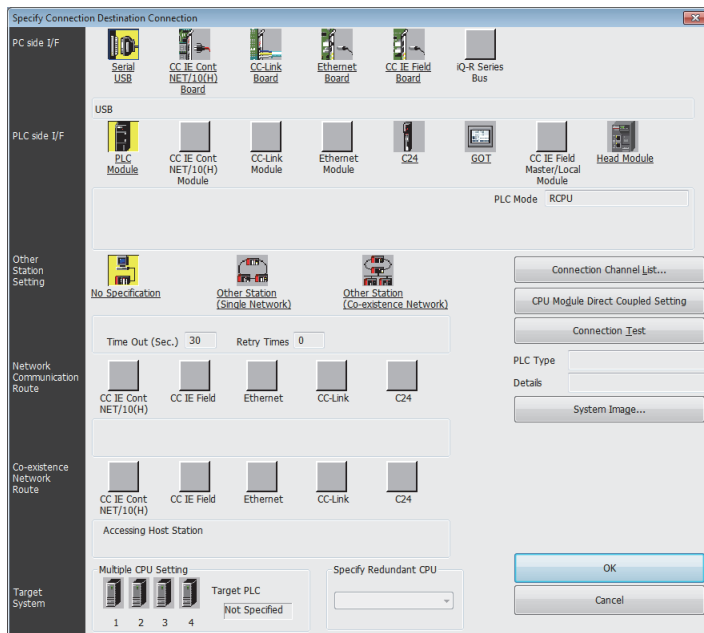 Specify Connection Destination Connection
PC side I/F
Serial
USB
CC IE Cont
NET/10(H)
Board
CC-Link
Board
Ethernet
Board
CC IE Field
Board
iQ-R Series
Bus
USB
PLC side I/F
PLC
Module
CC IE Cont
NET/10(H)
Module
CC-Link
Module
Ethernet
Module
C24
GOT
CC IE Field
Master/Local
Module
Head Module
PLC Mode RCPU
Other
Station
Setting
No Specification
Other Station
(Single Network)
Other Station
(Co-existence Network)
Time Out (Sec.) 30 Retry Times 0
Connection Channel List...
CPU Module Direct Coupled Setting
Connection Test
PLC Type
Details
System Image...
Network
Communication
Route
CC IE Cont
NET/10(H)
CC IE Field
Ethernet
CC-Link
C24
Co-existence
Network
Route
CC IE Cont
NET/10(H)
CC IE Field
Ethernet
CC-Link
C24
Accessing Host Station
Target
System
Multiple CPU Setting
1 2 3 4
Target PLC
Not Specified
Specify Redundant CPU
OK
Cancel